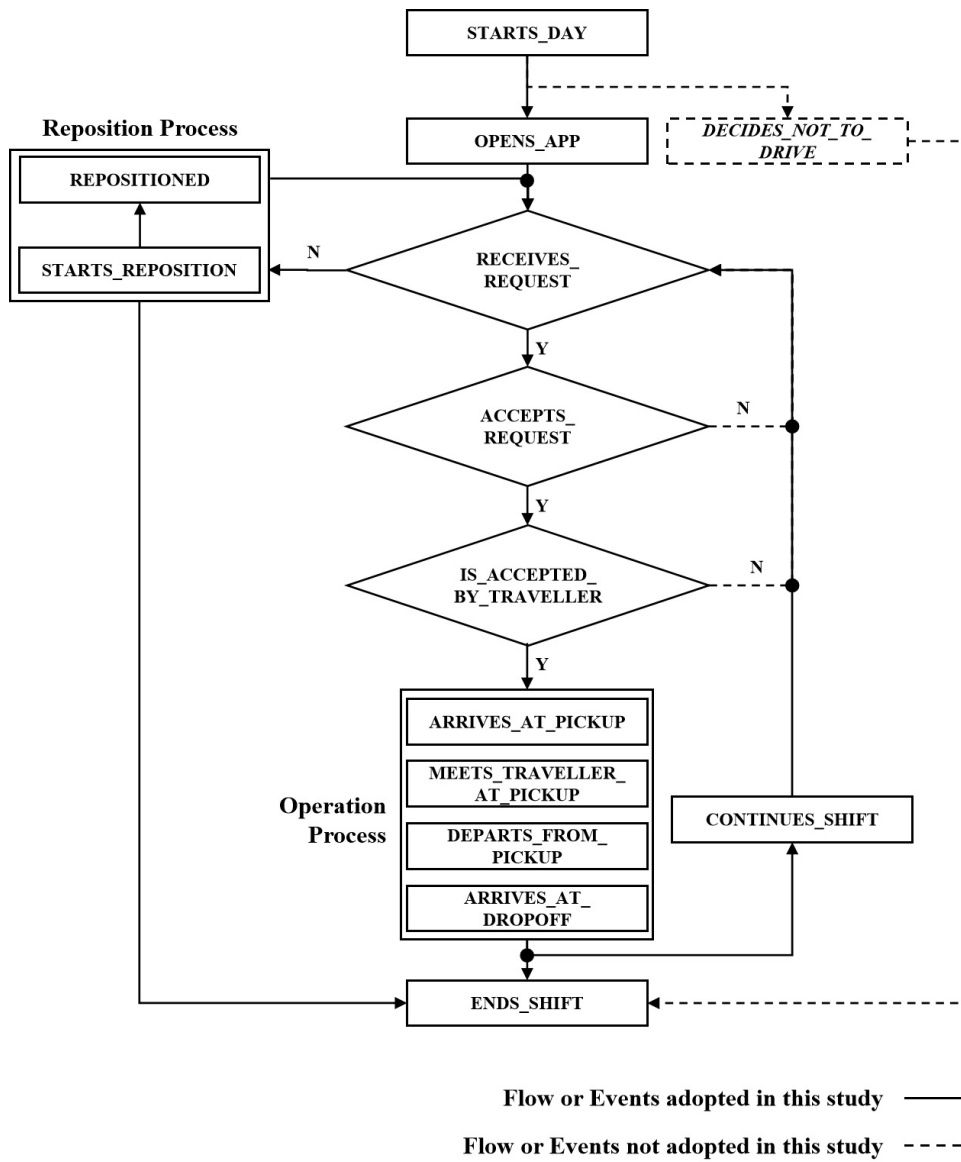 STARTS_DAY
OPENS_APP
DECIDES_NOT_TO_
DRIVE
Reposition Process
REPOSITIONED
STARTS_REPOSITION
N
RECEIVES_
REQUEST
Y
ACCEPTS_
REQUEST
N
Y
IS_ACCEPTED_
BY_TRAVELLER
N
Y
Operation
Process
ARRIVES_AT_PICKUP
MEETS_TRAVELLER_
AT_PICKUP
DEPARTS_FROM_
PICKUP
ARRIVES_AT_
DROPOFF
CONTINUES_SHIFT
ENDS_SHIFT
Flow or Events adopted in this study
Flow or Events not adopted in this study